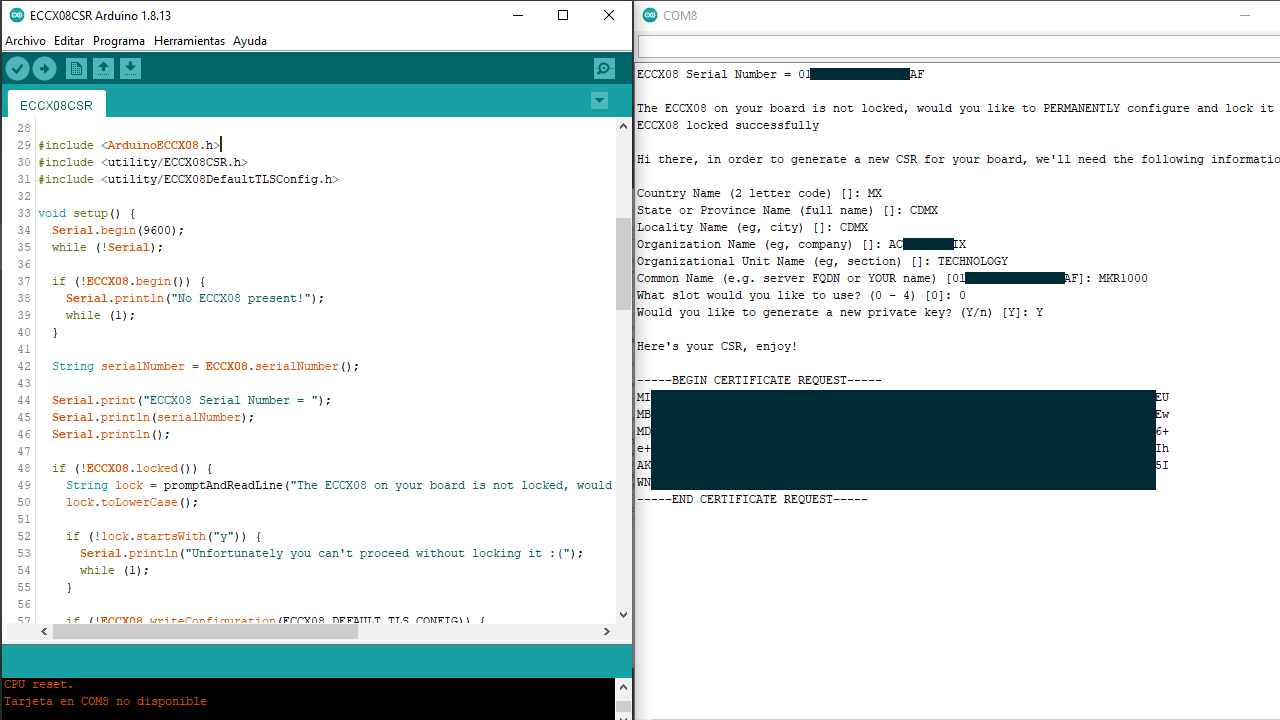 ECCX08CSR Arduino 1.8.13
Archivo Editar Programa Herramientas Ayuda
ECCX08CSR
28
29 #include <ArduinoECCX08.h>
30 #include <utility/ECCX08CSR.h>
31 #include <utility/ECCX08DefaultTLSConfig.h>
32
33 void setup() {
34 Serial.begin(9600);
35 while (!Serial);
36
37 if (!ECCX08.begin()) {
38 Serial.println("No ECCX08 present!");
39 while (1);
40 }
41
42 String serialNumber = ECCX08.serialNumber();
43
44 Serial.print("ECCX08 Serial Number = ");
45 Serial.println(serialNumber);
46 Serial.println();
47
48 if (!ECCX08.locked()) {
49 String lock = promptAndReadLine("The ECCX08 on your board is not locked, would
50 lock.toLowerCase();
51
52 if (!lock.startsWith("y")) {
53 Serial.println("Unfortunately you can't proceed without locking it :(");
54 while (1);
55 }
56
57 if (!ECCX08.writeConfiguration(ECCX08_DEFAULT_TLS_CONFIG)) {
CPU reset.
Tarjeta en COM8 no disponible
COM8
ECCX08 Serial Number = 01 AF
The ECCX08 on your board is not locked, would you like to PERMANENTLY configure and lock it
ECCX08 locked successfully
Hi there, in order to generate a new CSR for your board, we'll need the following informatio
Country Name (2 letter code) []: MX
State or Province Name (full name) []: CDMX
Locality Name (eg, city) []: CDMX
Organization Name (eg, company) []: AC IX
Organizational Unit Name (eg, section) []: TECHNOLOGY
Common Name (e.g. server FQDN or YOUR name) [01 AF]: MKR1000
What slot would you like to use? (0 - 4) [0]: 0
Would you like to generate a new private key? (Y/n) [Y]: Y
Here's your CSR, enjoy!
-----BEGIN CERTIFICATE REQUEST-----
MI EU
MB Ew
MD 6+
e+ Ih
AK 5I
WN
-----END CERTIFICATE REQUEST-----